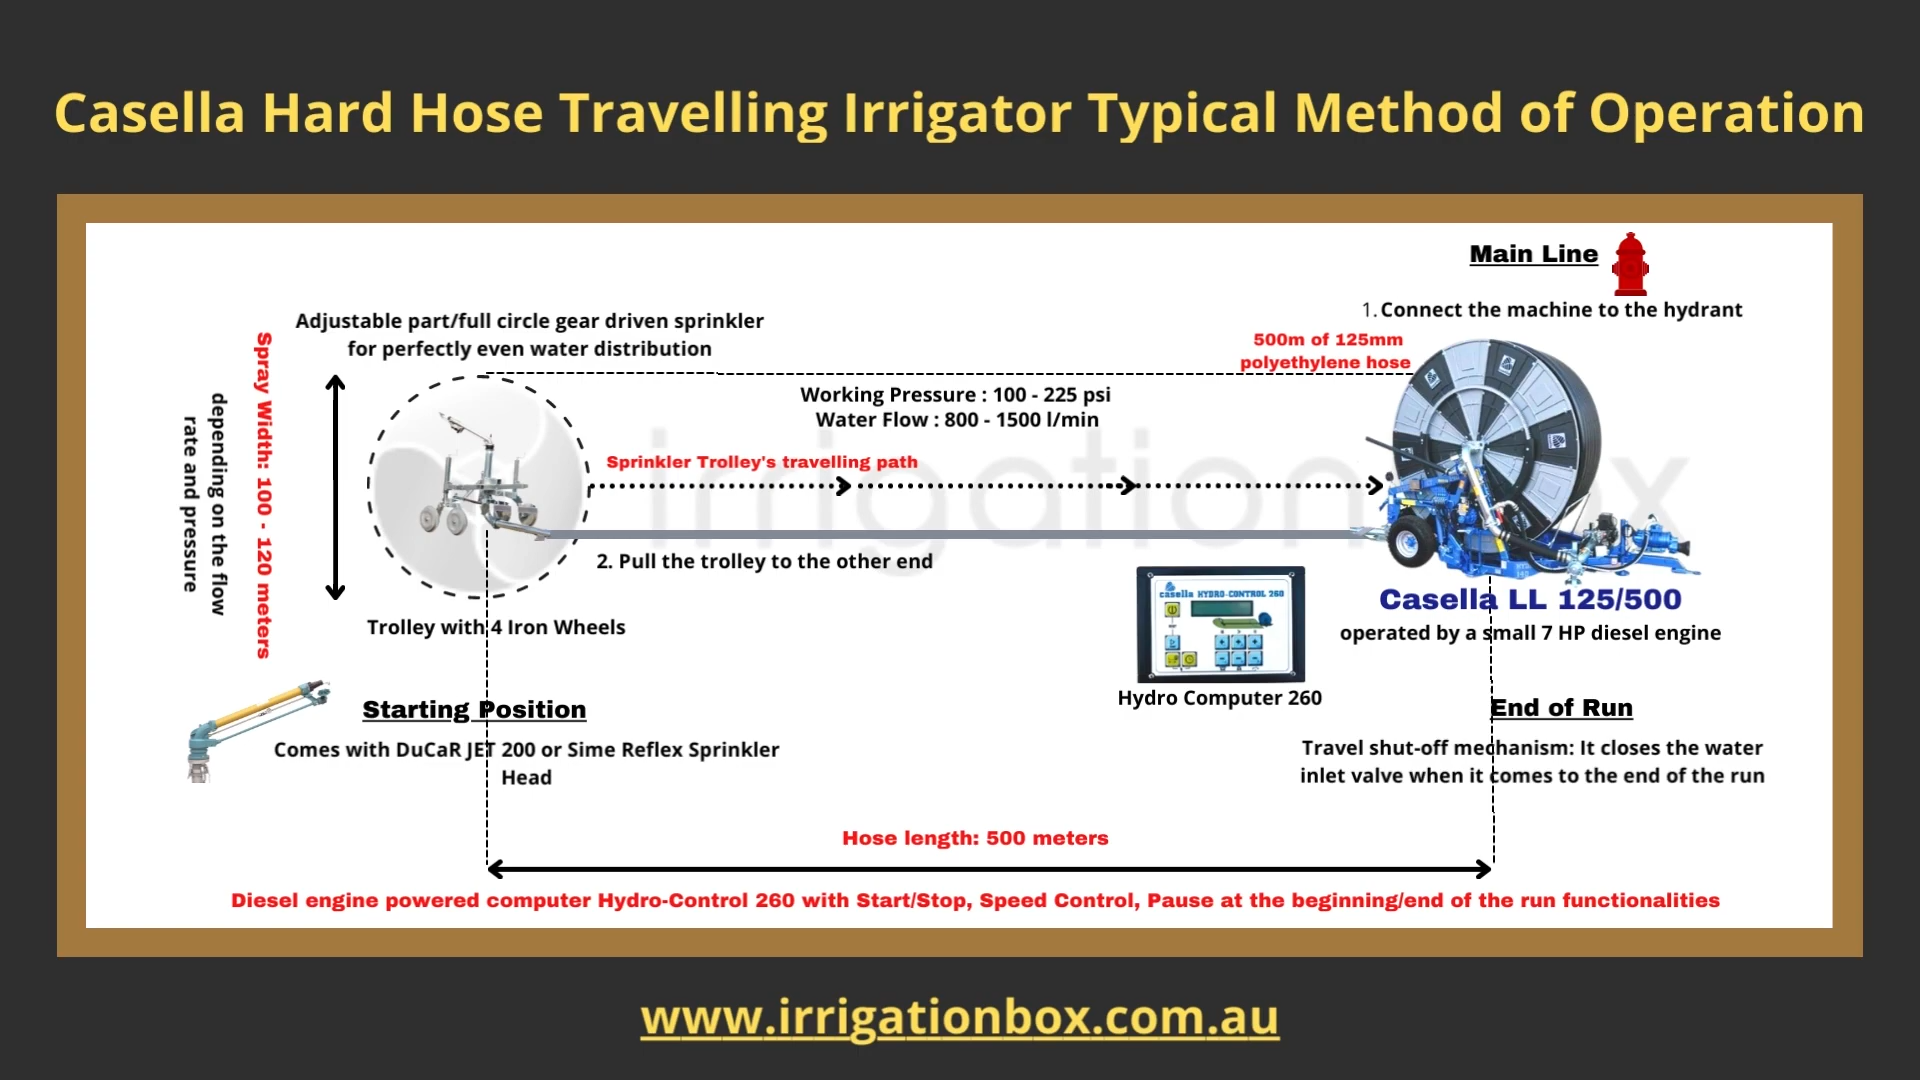 Casella Hard Hose Travelling Irrigator Typical Method of Operation
Main Line
1. Connect the machine to the hydrant
Adjustable part/full circle gear driven sprinkler
for perfectly even water distribution
500m of 125mm
polyethylene hose
Working Pressure : 100 - 225 psi
Water Flow : 800 - 1500 l/min
Sprinkler Trolley's travelling path
irrigationbox
Spray Width: 100 - 120 meters
depending on the flow
rate and pressure
2. Pull the trolley to the other end
Trolley with 4 Iron Wheels
casella HYDRO-CONTROL 260
Hydro Computer 260
Casella LL 125/500
operated by a small 7 HP diesel engine
Starting Position
Comes with DuCaR JET 200 or Sime Reflex Sprinkler
Head
End of Run
Travel shut-off mechanism: It closes the water
inlet valve when it comes to the end of the run
Hose length: 500 meters
Diesel engine powered computer Hydro-Control 260 with Start/Stop, Speed Control, Pause at the beginning/end of the run functionalities
www.irrigationbox.com.au